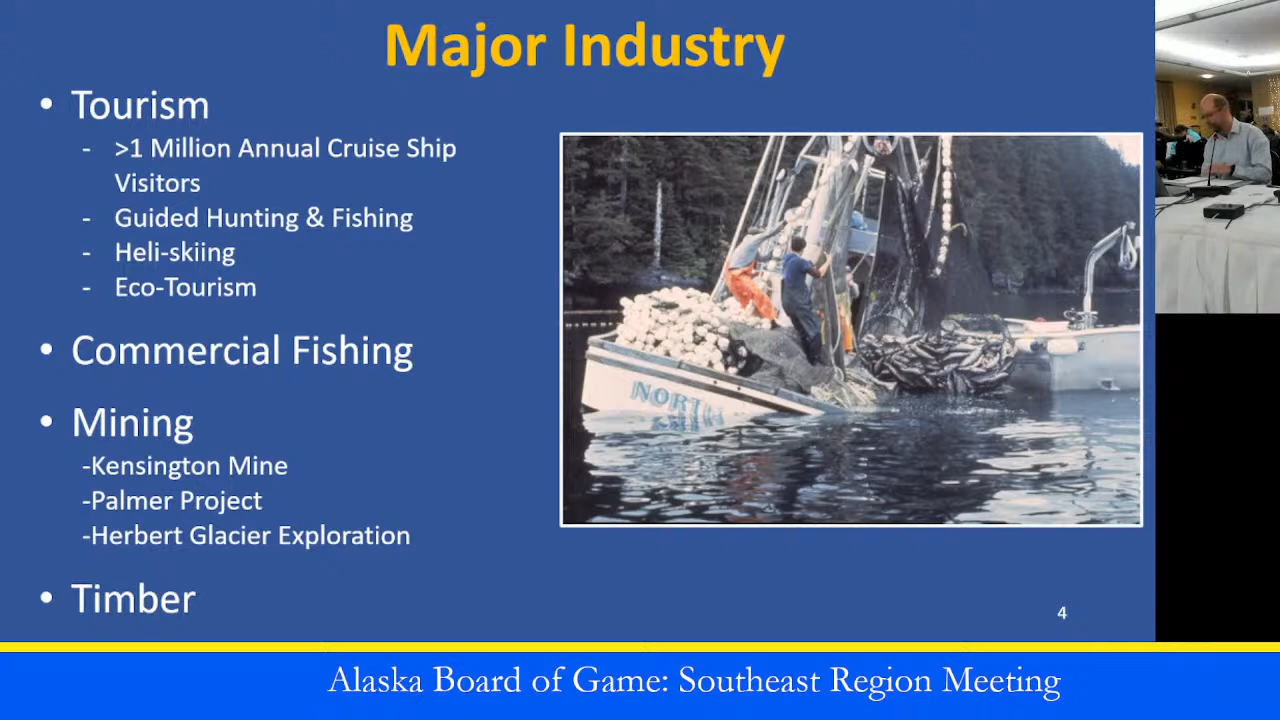 Major Industry
• Tourism
- >1 Million Annual Cruise Ship
Visitors
- Guided Hunting & Fishing
- Heli-skiing
- Eco-Tourism
• Commercial Fishing
• Mining
-Kensington Mine
-Palmer Project
-Herbert Glacier Exploration
• Timber
NORTH
4
Alaska Board of Game: Southeast Region Meeting